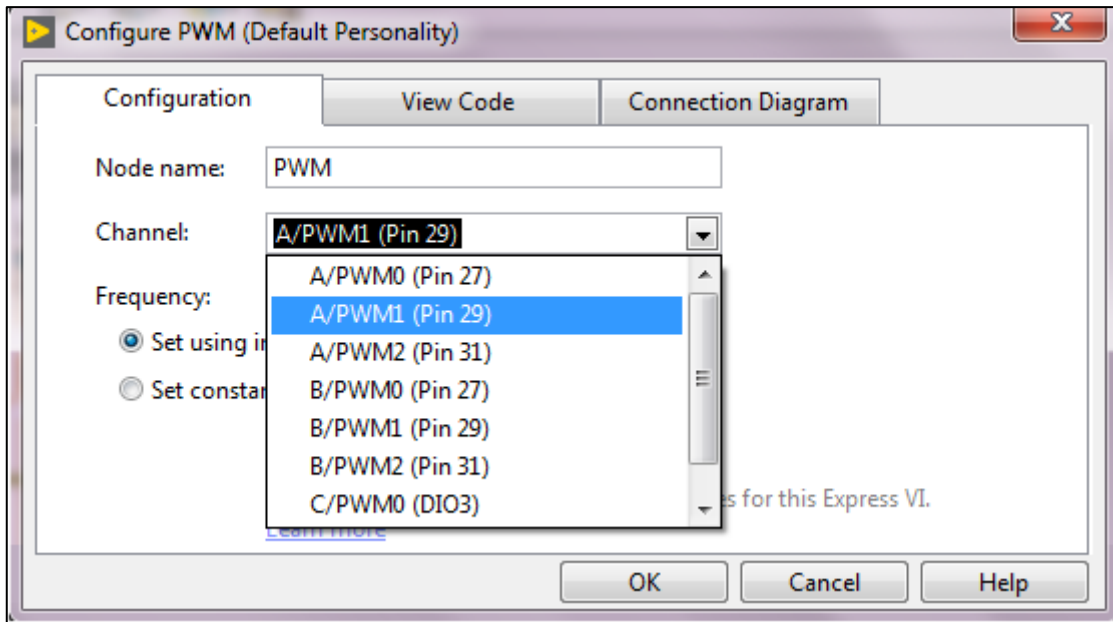 Configure PWM (Default Personality)
Configuration View Code Connection Diagram
Node name: PWM
Channel: A/PWM1 (Pin 29)
A/PWM0 (Pin 27)
Frequency:
A/PWM1 (Pin 29)
Set using
A/PWM2 (Pin 31)
B/PWM0 (Pin 27)
B/PWM1 (Pin 29)
B/PWM2 (Pin 31)
C/PWM0 (DIO3)
for this Express VI.
Learn more
OK Cancel Help